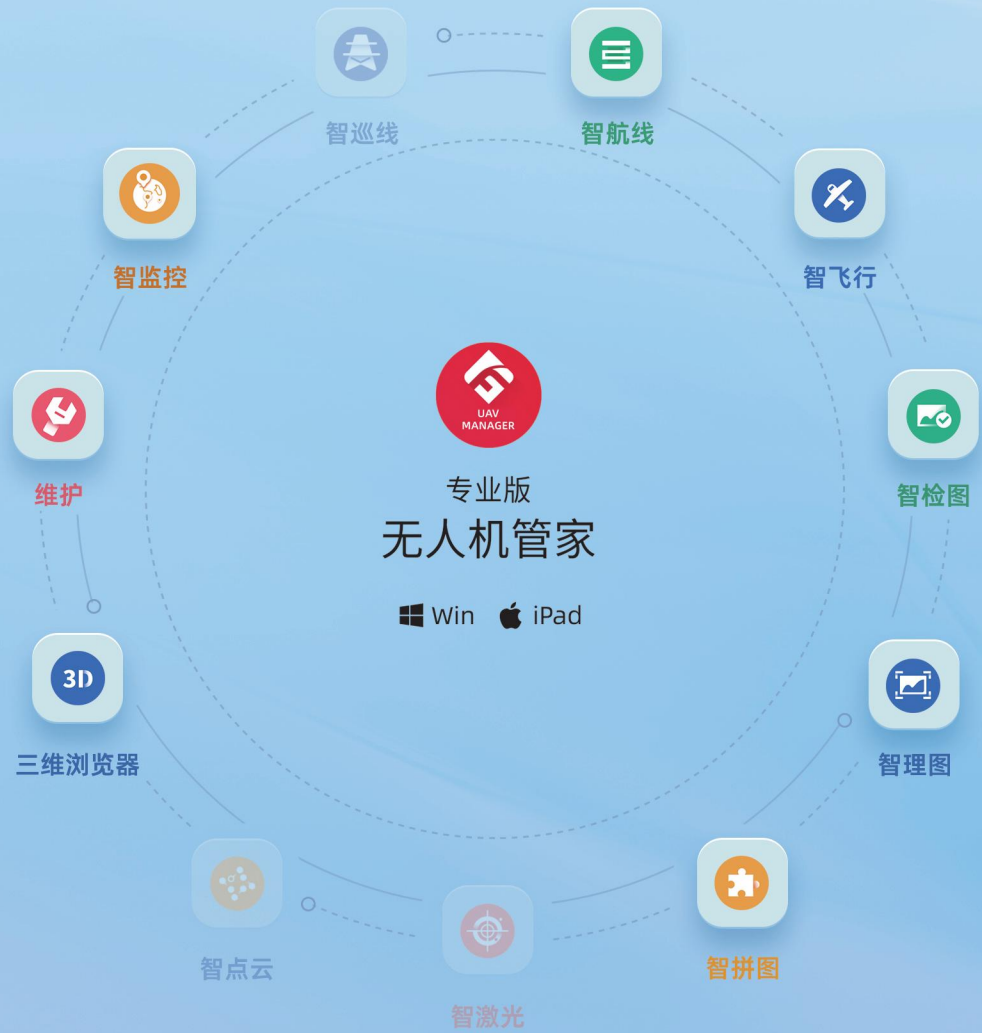 智巡线
智航线
智监控
智飞行
UAV
MANAGER
维护
智检图
专业版
无人机管家
Win iPad
3D
三维浏览器
智理图
智点云
智拼图
智激光